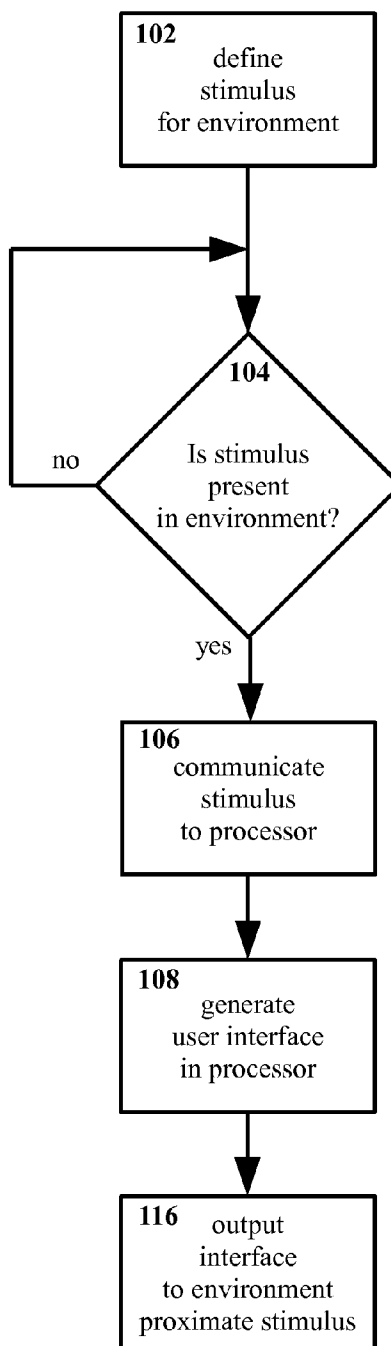 102
define
stimulus
for environment
104
no
Is stimulus
present
in environment?
yes
106
communicate
stimulus
to processor
108
generate
user interface
in processor
116 output
interface
to environment
proximate stimulus